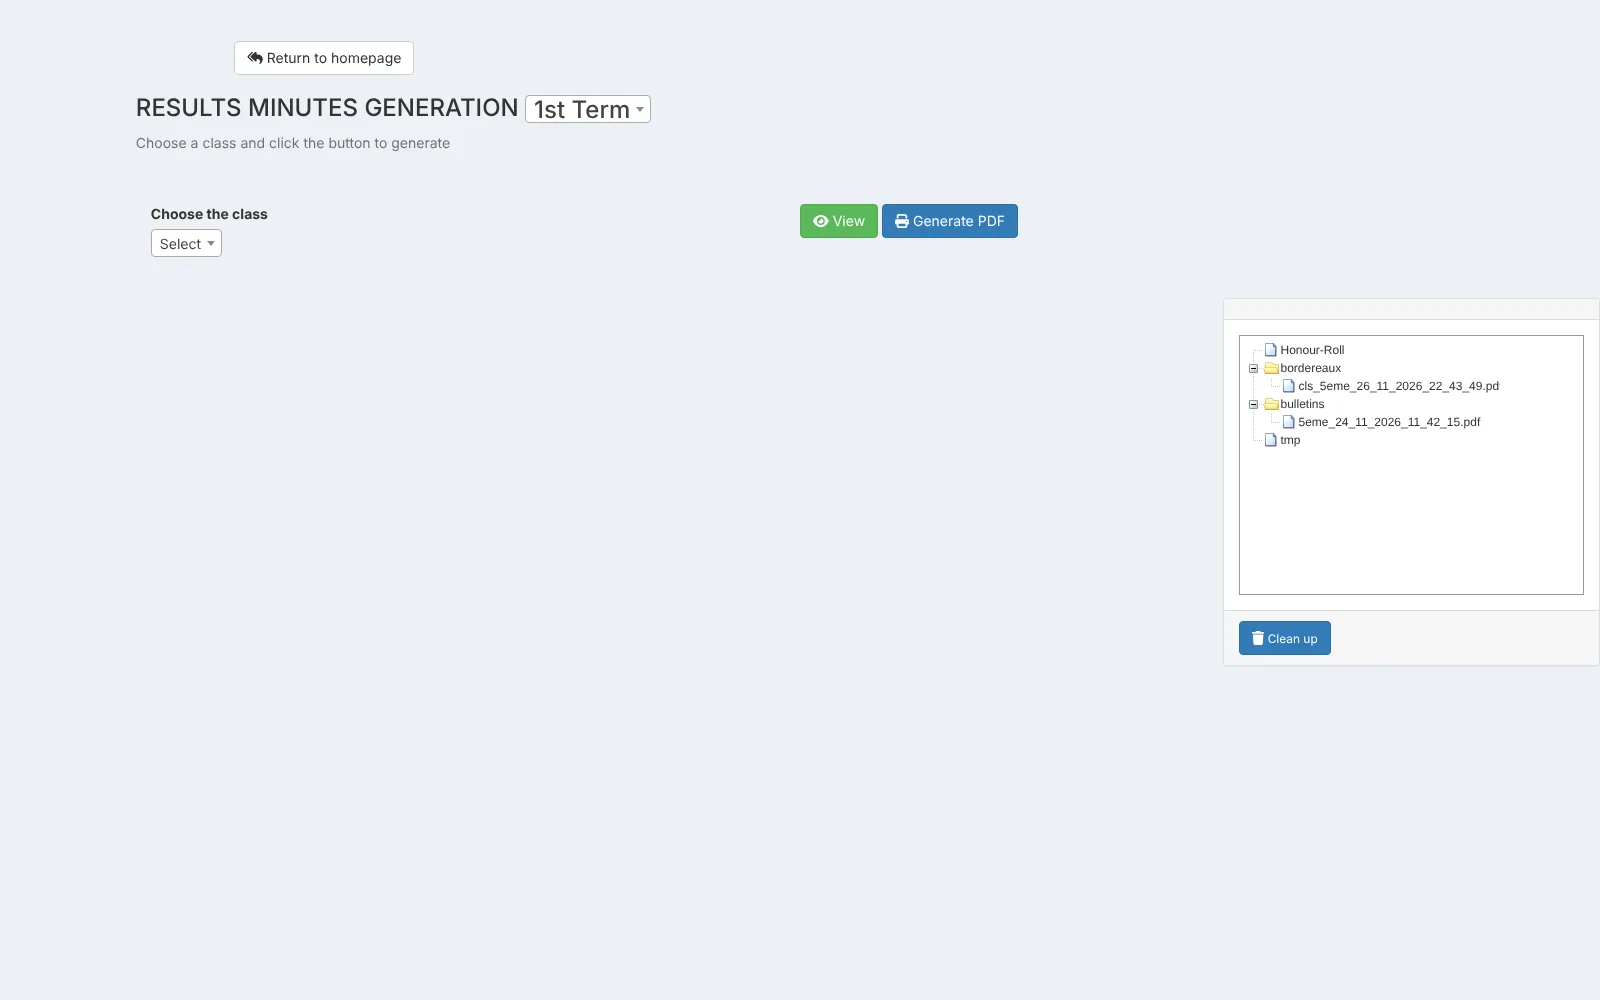 Return to homepage
RESULTS MINUTES GENERATION 1st Term
Choose a class and click the button to generate
Choose the class
Select
View
Generate PDF
Honour-Roll
bordereaux
cls_5eme_26_11_2026_22_43_49.pd
bulletins
5eme_24_11_2026_11_42_15.pdf
tmp
Clean up